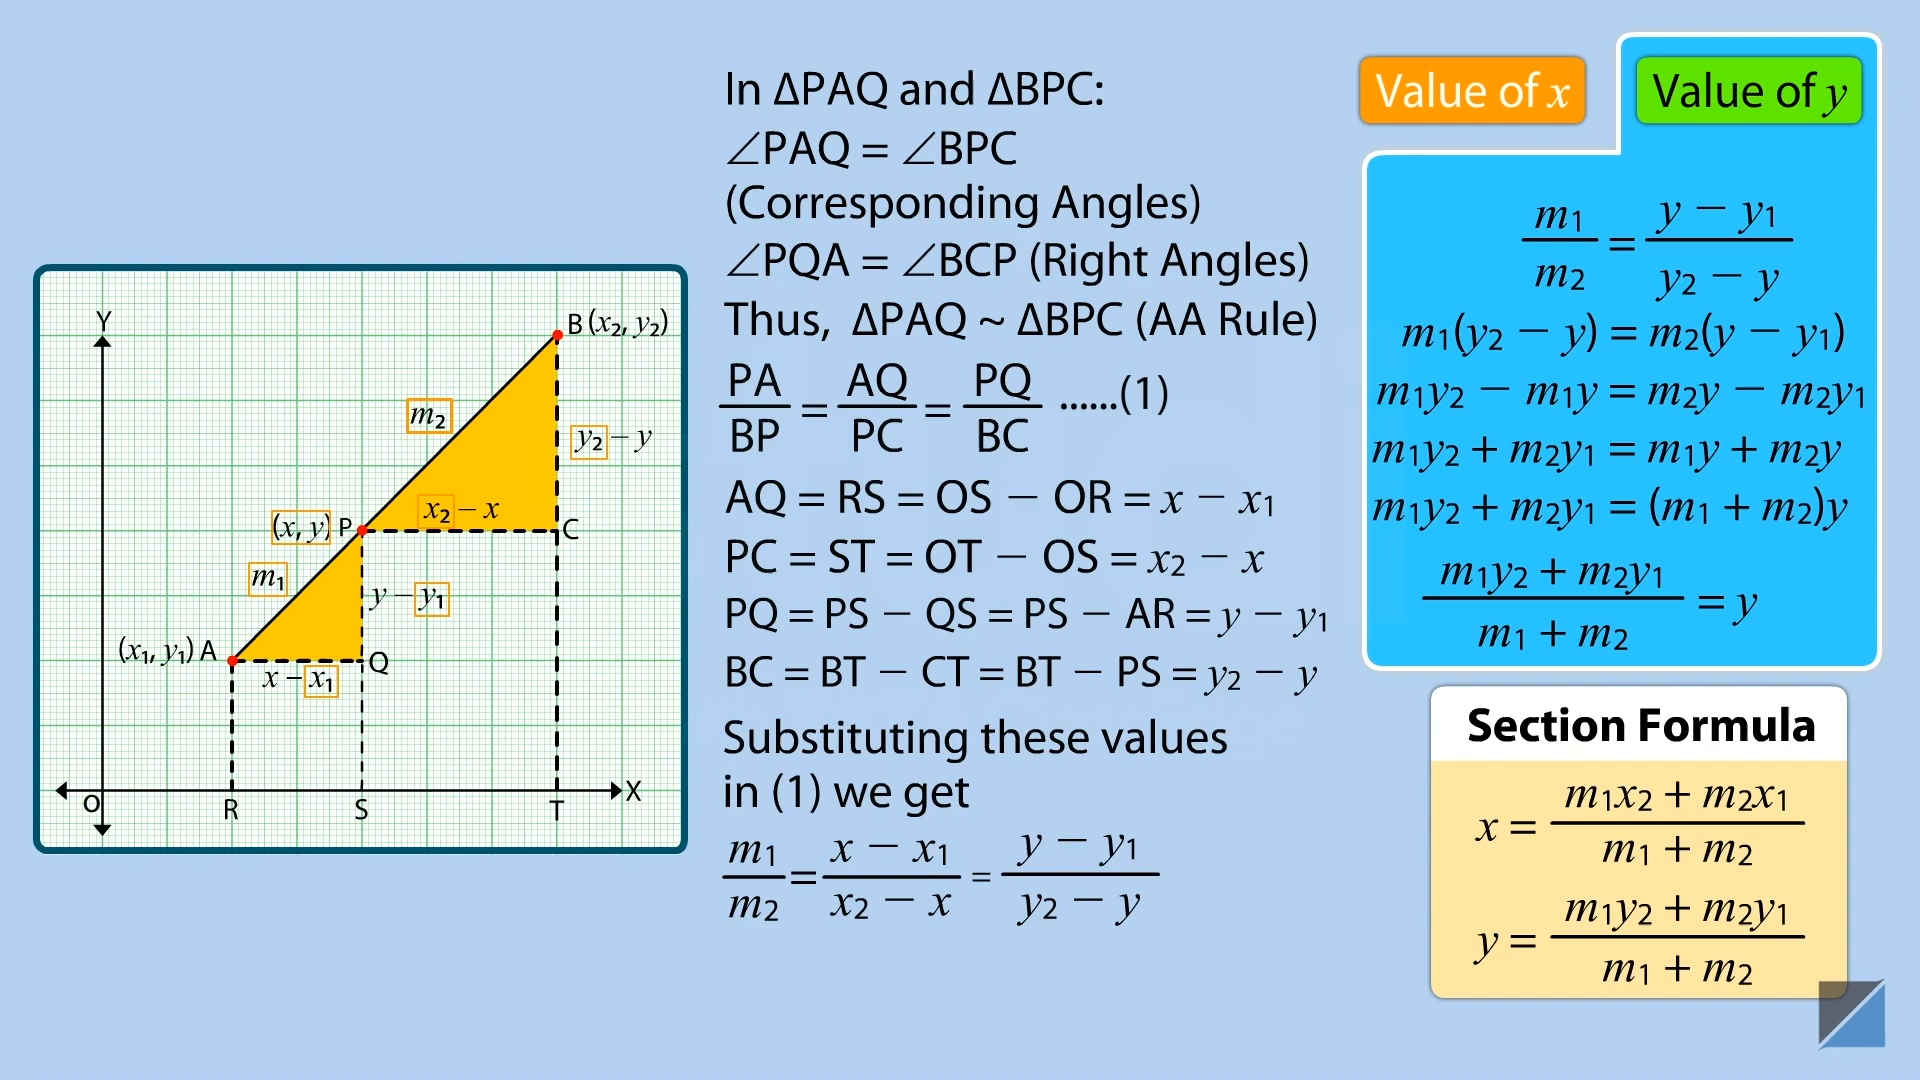 Y
B (x₂, y₂)
m₂
y₂ − y
x₂ − x
(x, y) P
C
m₁
y − y₁
(x₁, y₁) A
Q
x − x₁
O
X
R S T
In ΔPAQ and ΔBPC:
∠PAQ = ∠BPC
(Corresponding Angles)
∠PQA = ∠BCP (Right Angles)
Thus, ΔPAQ ~ ΔBPC (AA Rule)
PA/BP = AQ/PC = PQ/BC ......(1)
AQ = RS = OS − OR = x − x₁
PC = ST = OT − OS = x₂ − x
PQ = PS − QS = PS − AR = y − y₁
BC = BT − CT = BT − PS = y₂ − y
Substituting these values
in (1) we get
m₁/m₂ = (x − x₁)/(x₂ − x) = (y − y₁)/(y₂ − y)
Value of x
Value of y
m₁/m₂ = (y − y₁)/(y₂ − y)
m₁(y₂ − y) = m₂(y − y₁)
m₁y₂ − m₁y = m₂y − m₂y₁
m₁y₂ + m₂y₁ = m₁y + m₂y
m₁y₂ + m₂y₁ = (m₁ + m₂)y
(m₁y₂ + m₂y₁)/(m₁ + m₂) = y
Section Formula
x = (m₁x₂ + m₂x₁)/(m₁ + m₂)
y = (m₁y₂ + m₂y₁)/(m₁ + m₂)